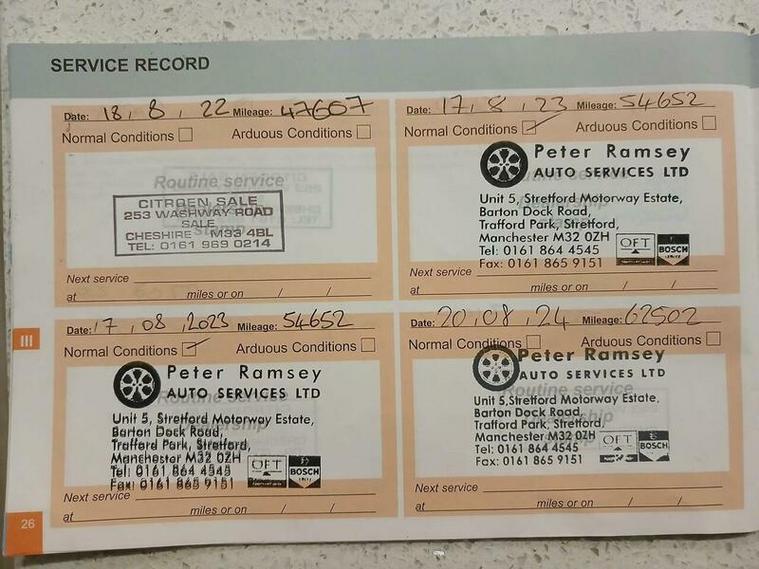 SERVICE RECORD
Date: 18, 8, 22 Mileage: 47607
Normal Conditions Arduous Conditions
Routine service
CITROEN SALE
253 WASHWAY ROAD
SALE
CHESHIRE M33 4BL
TEL: 0161 969 0214
Next service
at miles or on / /
Date: 17, 8, 23 Mileage: 54652
Normal Conditions Arduous Conditions
Peter Ramsey
AUTO SERVICES LTD
Unit 5, Stretford Motorway Estate,
Barton Dock Road,
Trafford Park, Stretford,
Manchester M32 0ZH
Tel: 0161 864 4545
Fax: 0161 865 9151
OFT BOSCH
Next service
at miles or on / /
Date: 17, 08, 2023 Mileage: 54652
Normal Conditions Arduous Conditions
Peter Ramsey
AUTO SERVICES LTD
Routine service
Unit 5, Stretford Motorway Estate,
Barton Dock Road,
Trafford Park, Stretford,
Manchester M32 0ZH
Tel: 0161 864 4545
Fax: 0161 865 9151
OFT BOSCH
Next service
at miles or on / /
Date: 20, 08, 24 Mileage: 62502
Normal Conditions Arduous Conditions
Peter Ramsey
AUTO SERVICES LTD
Routine service
Unit 5, Stretford Motorway Estate,
Barton Dock Road,
Trafford Park, Stretford,
Manchester M32 0ZH
Tel: 0161 864 4545
Fax: 0161 865 9151
OFT BOSCH
Next service
at miles or on / /
III
26